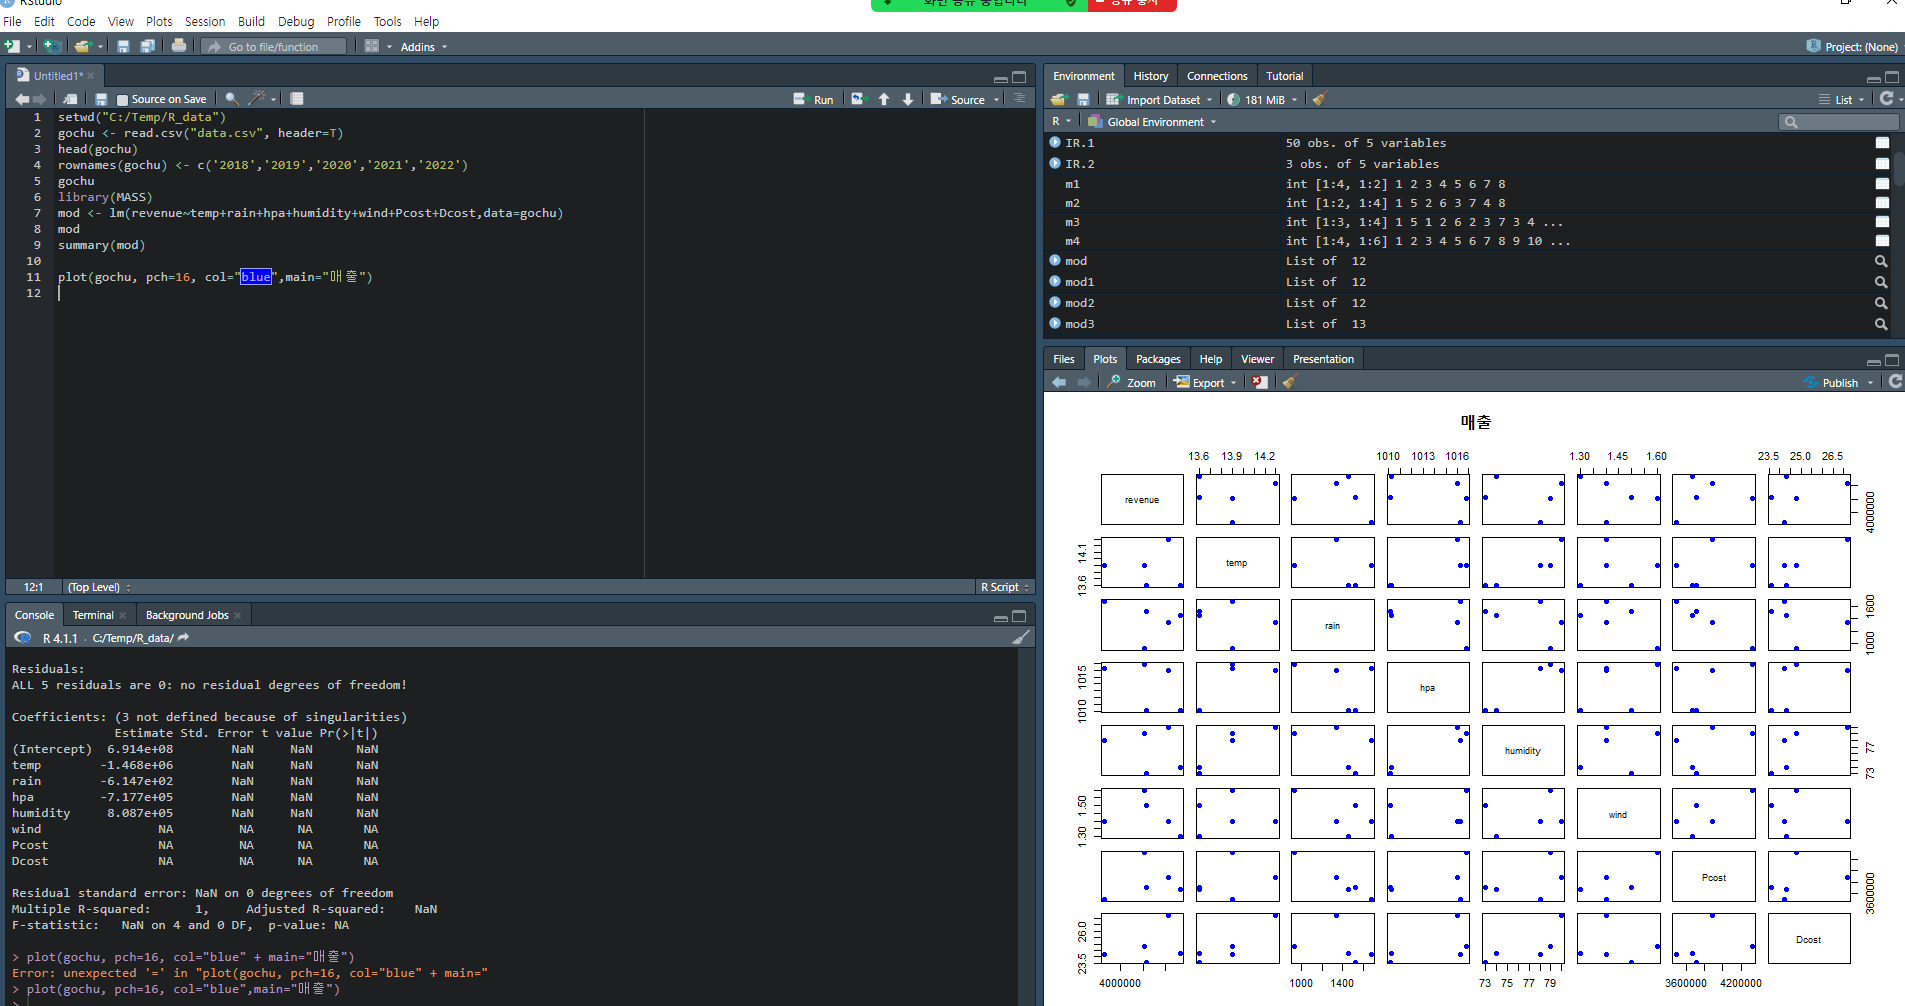 RStudio
화면 공유 중입니다
공유 중지
File Edit Code View Plots Session Build Debug Profile Tools Help
Go to file/function Addins
Project: (None)
Untitled1*
Source on Save Run Source
1 setwd("C:/Temp/R_data")
2 gochu <- read.csv("data.csv", header=T)
3 head(gochu)
4 rownames(gochu) <- c('2018','2019','2020','2021','2022')
5 gochu
6 library(MASS)
7 mod <- lm(revenue~temp+rain+hpa+humidity+wind+Pcost+Dcost,data=gochu)
8 mod
9 summary(mod)
10
11 plot(gochu, pch=16, col="blue",main="매출")
12
12:1 (Top Level) R Script
Console Terminal Background Jobs
R 4.1.1 · C:/Temp/R_data/
Residuals:
ALL 5 residuals are 0: no residual degrees of freedom!
Coefficients: (3 not defined because of singularities)
Estimate Std. Error t value Pr(>|t|)
(Intercept) 6.914e+08 NaN NaN NaN
temp -1.468e+06 NaN NaN NaN
rain -6.147e+02 NaN NaN NaN
hpa -7.177e+05 NaN NaN NaN
humidity 8.087e+05 NaN NaN NaN
wind NA NA NA NA
Pcost NA NA NA NA
Dcost NA NA NA NA
Residual standard error: NaN on 0 degrees of freedom
Multiple R-squared: 1, Adjusted R-squared: NaN
F-statistic: NaN on 4 and 0 DF, p-value: NA
> plot(gochu, pch=16, col="blue" + main="매출")
Error: unexpected '=' in "plot(gochu, pch=16, col="blue" + main="
> plot(gochu, pch=16, col="blue",main="매출")
>
Environment History Connections Tutorial
Import Dataset 181 MiB List
R Global Environment
IR.1 50 obs. of 5 variables
IR.2 3 obs. of 5 variables
m1 int [1:4, 1:2] 1 2 3 4 5 6 7 8
m2 int [1:2, 1:4] 1 5 2 6 3 7 4 8
m3 int [1:3, 1:4] 1 5 1 2 6 2 3 7 3 4 ...
m4 int [1:4, 1:6] 1 2 3 4 5 6 7 8 9 10 ...
mod List of 12
mod1 List of 12
mod2 List of 12
mod3 List of 13
Files Plots Packages Help Viewer Presentation
Zoom Export Publish
매출
13.6 13.9 14.2 1010 1013 1016 1.30 1.45 1.60 23.5 25.0 26.5
revenue
4000000
temp
13.6 14.1
rain
1000 1600
hpa
1010 1015
humidity
73 77
wind
1.30 1.50
Pcost
3600000
Dcost
23.5 26.0
4000000 1000 1400 73 75 77 79 3600000 4200000